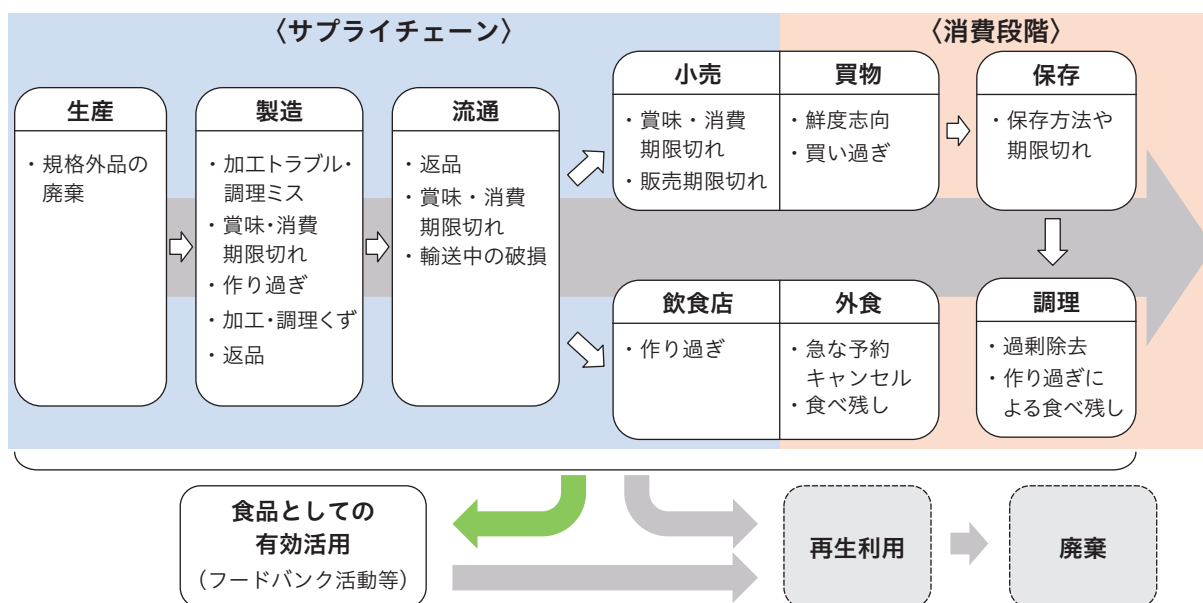 〈サプライチェーン〉
〈消費段階〉
生産
・規格外品の
廃棄
製造
・加工トラブル・
調理ミス
・賞味・消費
期限切れ
・作り過ぎ
・加工・調理くず
・返品
流通
・返品
・賞味・消費
期限切れ
・輸送中の破損
小売
・賞味・消費
期限切れ
・販売期限切れ
買物
・鮮度志向
・買い過ぎ
保存
・保存方法や
期限切れ
飲食店
・作り過ぎ
外食
・急な予約
キャンセル
・食べ残し
調理
・過剰除去
・作り過ぎに
よる食べ残し
食品としての
有効活用
（フードバンク活動等）
再生利用
廃棄